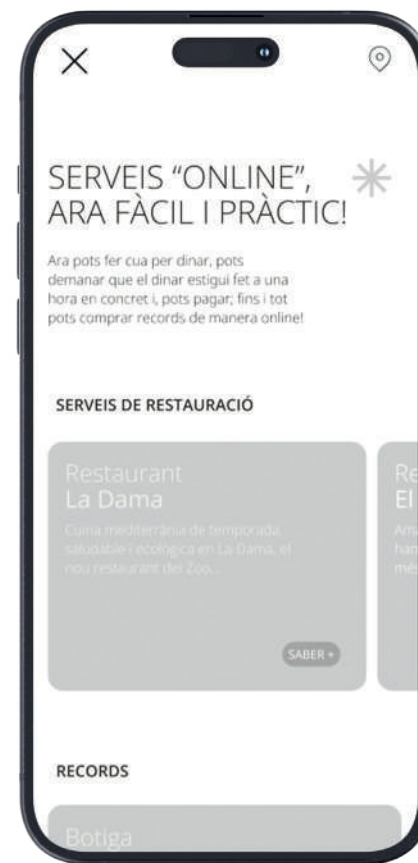 SERVEIS “ONLINE”,
ARA FÀCIL I PRÀCTIC!
Ara pots fer cua per dinar, pots
demanar que el dinar estigui fet a una
hora en concret i, pots pagar; fins i tot
pots comprar records de manera online!
SERVEIS DE RESTAURACIÓ
Restaurant
La Dama
Cuina mediterrània de temporada,
saludable i ecològica en La Dama, el
nou restaurant del Zoo...
SABER +
Re
El
Ama
han
més
RECORDS
Botiga